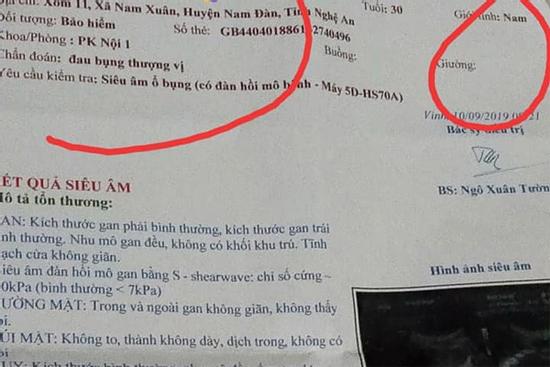 chỉ: Xóm 11, Xã Nam Xuân, Huyện Nam Đàn, Tỉnh Nghệ An
Tuổi: 30
Giới tính: Nam
Đối tượng: Bảo hiểm
Số thẻ:
Khoa/Phòng : PK Nội 1
Buồng:
Giường:
Chẩn đoán: đau bụng thượng vị
Yêu cầu kiểm tra: Siêu âm ổ bụng (có đàn hồi mô - Máy 5D-HS70A)
10/09/2019
Bác sỹ điều trị
BS: Ngô Xuân
KẾT QUẢ SIÊU ÂM
Mô tả tổn thương:
GAN: Kích thước gan phải bình thường, kích thước gan trái
bình thường. Nhu mô gan đều, không có khối khu trú. Tĩnh
mạch cửa không giãn.
Siêu âm đàn hồi mô gan bằng S - shearwave: chỉ số cứng ~
(bình thường < 7kPa)
ĐƯỜNG MẬT: Trong và ngoài gan không giãn, không thấy
TÚI MẬT: Không to, thành không dày, dịch trong, không có
Hình ảnh siêu âm